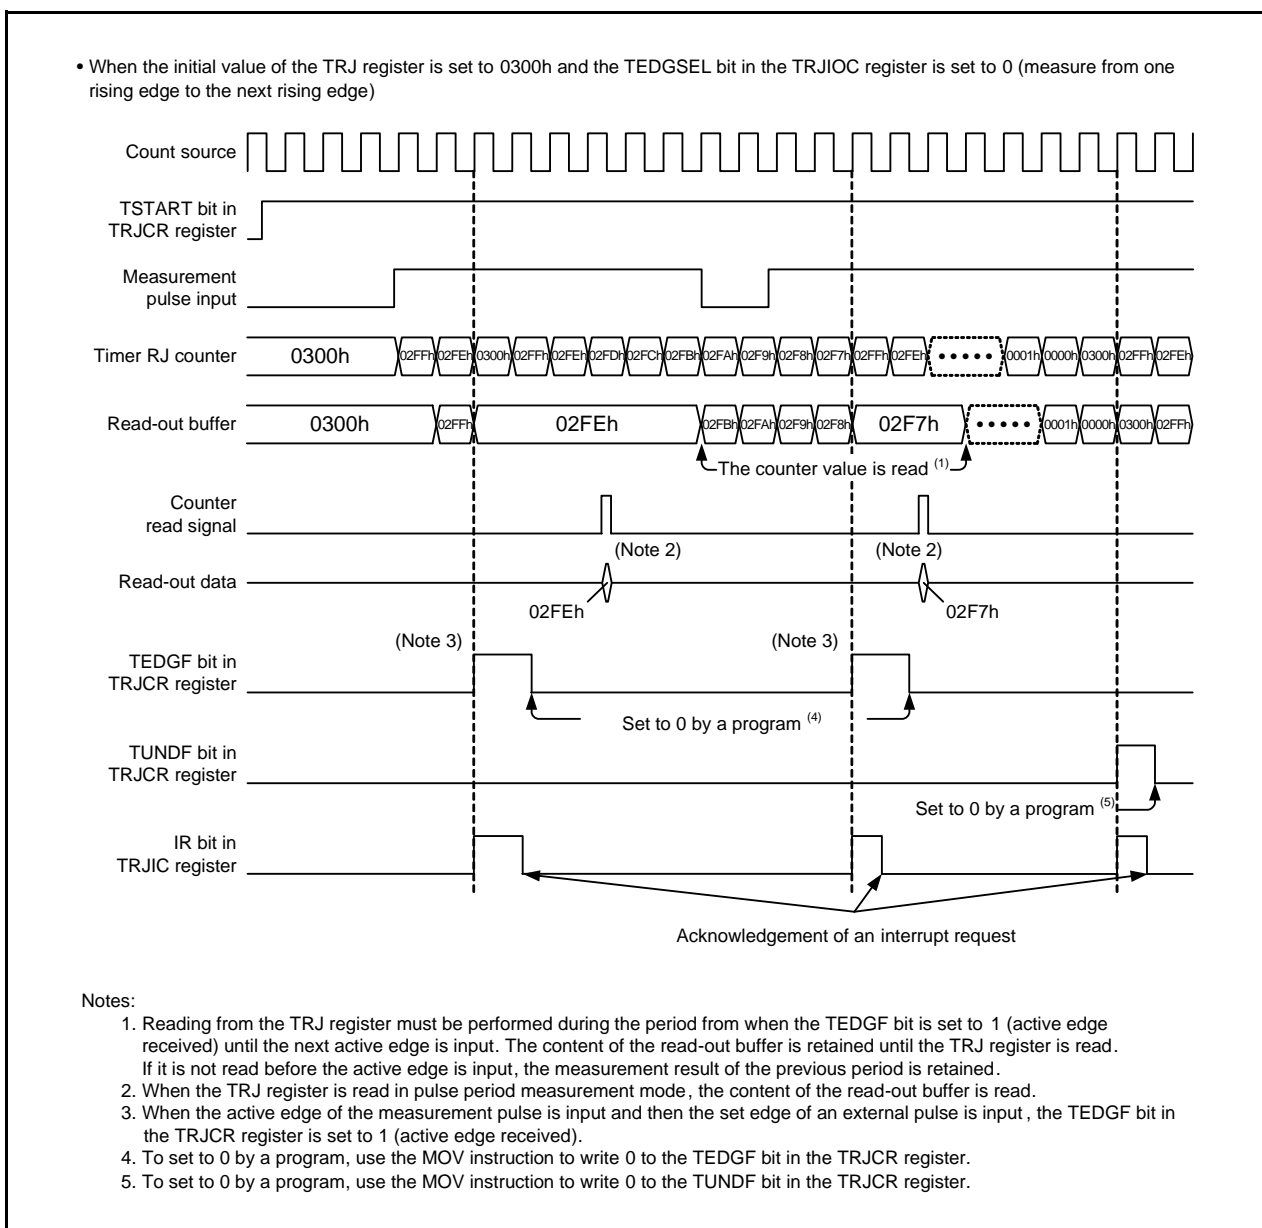 • When the initial value of the TRJ register is set to 0300h and the TEDGSEL bit in the TRJIOC register is set to 0 (measure from one
rising edge to the next rising edge)
Count source
TSTART bit in
TRJCR register
Measurement
pulse input
Timer RJ counter
0300h 02FFh 02FEh 0300h 02FFh 02FEh 02FDh 02FCh 02FBh 02FAh 02F9h 02F8h 02F7h 02FFh 02FEh • • • • • 0001h 0000h 0300h 02FFh 02FEh
Read-out buffer
0300h 02FFh 02FEh 02FBh 02FAh 02F9h 02F8h 02F7h • • • • • 0001h 0000h 0300h 02FFh
The counter value is read (1)
Counter
read signal
(Note 2) (Note 2)
Read-out data
02FEh 02F7h
(Note 3) (Note 3)
TEDGF bit in
TRJCR register
Set to 0 by a program (4)
TUNDF bit in
TRJCR register
Set to 0 by a program (5)
IR bit in
TRJIC register
Acknowledgement of an interrupt request
Notes:
1. Reading from the TRJ register must be performed during the period from when the TEDGF bit is set to 1 (active edge
received) until the next active edge is input. The content of the read-out buffer is retained until the TRJ register is read.
If it is not read before the active edge is input, the measurement result of the previous period is retained.
2. When the TRJ register is read in pulse period measurement mode, the content of the read-out buffer is read.
3. When the active edge of the measurement pulse is input and then the set edge of an external pulse is input, the TEDGF bit in
the TRJCR register is set to 1 (active edge received).
4. To set to 0 by a program, use the MOV instruction to write 0 to the TEDGF bit in the TRJCR register.
5. To set to 0 by a program, use the MOV instruction to write 0 to the TUNDF bit in the TRJCR register.